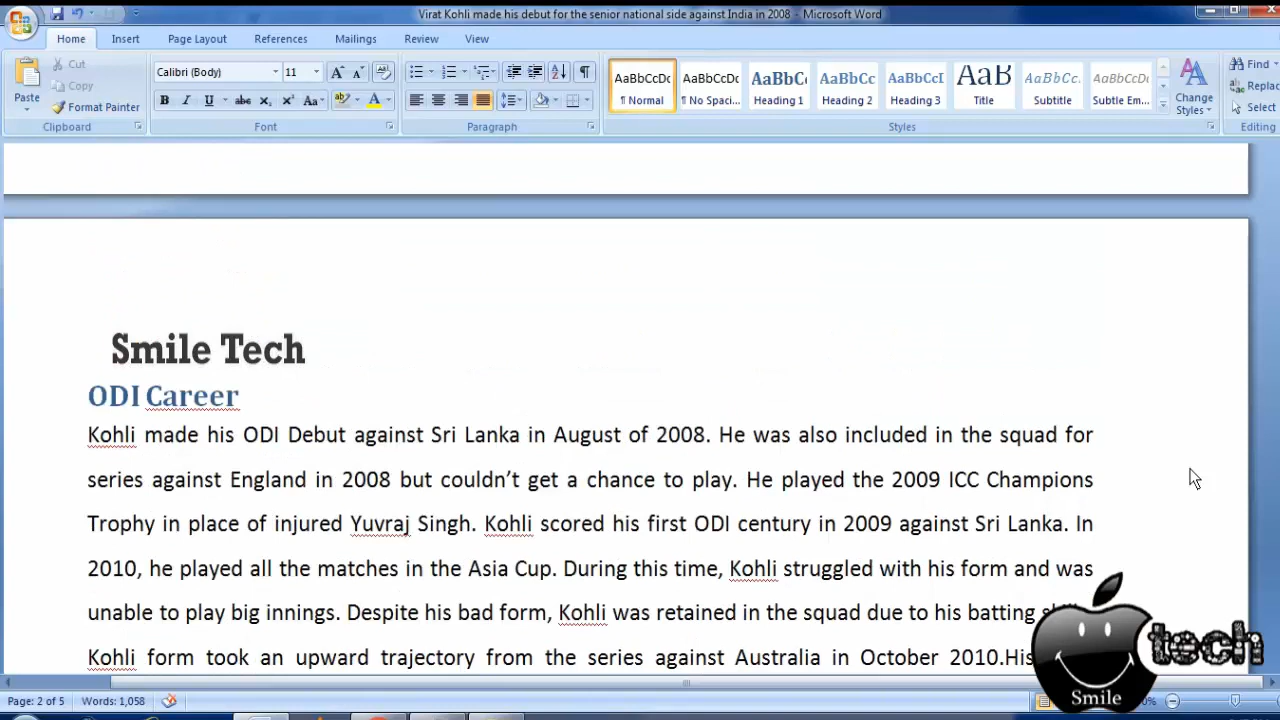 Virat Kohli made his debut for the senior national side against India in 2008 - Microsoft Word
Home Insert Page Layout References Mailings Review View
Paste
Cut
Copy
Format Painter
Clipboard
Calibri (Body) 11
B I U abc x₂ x² Aa
Font
Paragraph
AaBbCcDc AaBbCcDc AaBbC AaBbCc AaBbCcI AaB AaBbCc. AaBbCcDc
¶ Normal ¶ No Spaci... Heading 1 Heading 2 Heading 3 Title Subtitle Subtle Em...
Styles
Change Styles
Find
Replac
Select
Editing
Smile Tech
ODI Career
Kohli made his ODI Debut against Sri Lanka in August of 2008. He was also included in the squad for
series against England in 2008 but couldn’t get a chance to play. He played the 2009 ICC Champions
Trophy in place of injured Yuvraj Singh. Kohli scored his first ODI century in 2009 against Sri Lanka. In
2010, he played all the matches in the Asia Cup. During this time, Kohli struggled with his form and was
unable to play big innings. Despite his bad form, Kohli was retained in the squad due to his batting
Kohli form took an upward trajectory from the series against Australia in October 2010.His
tech
Smile
Page: 2 of 5 Words: 1,058